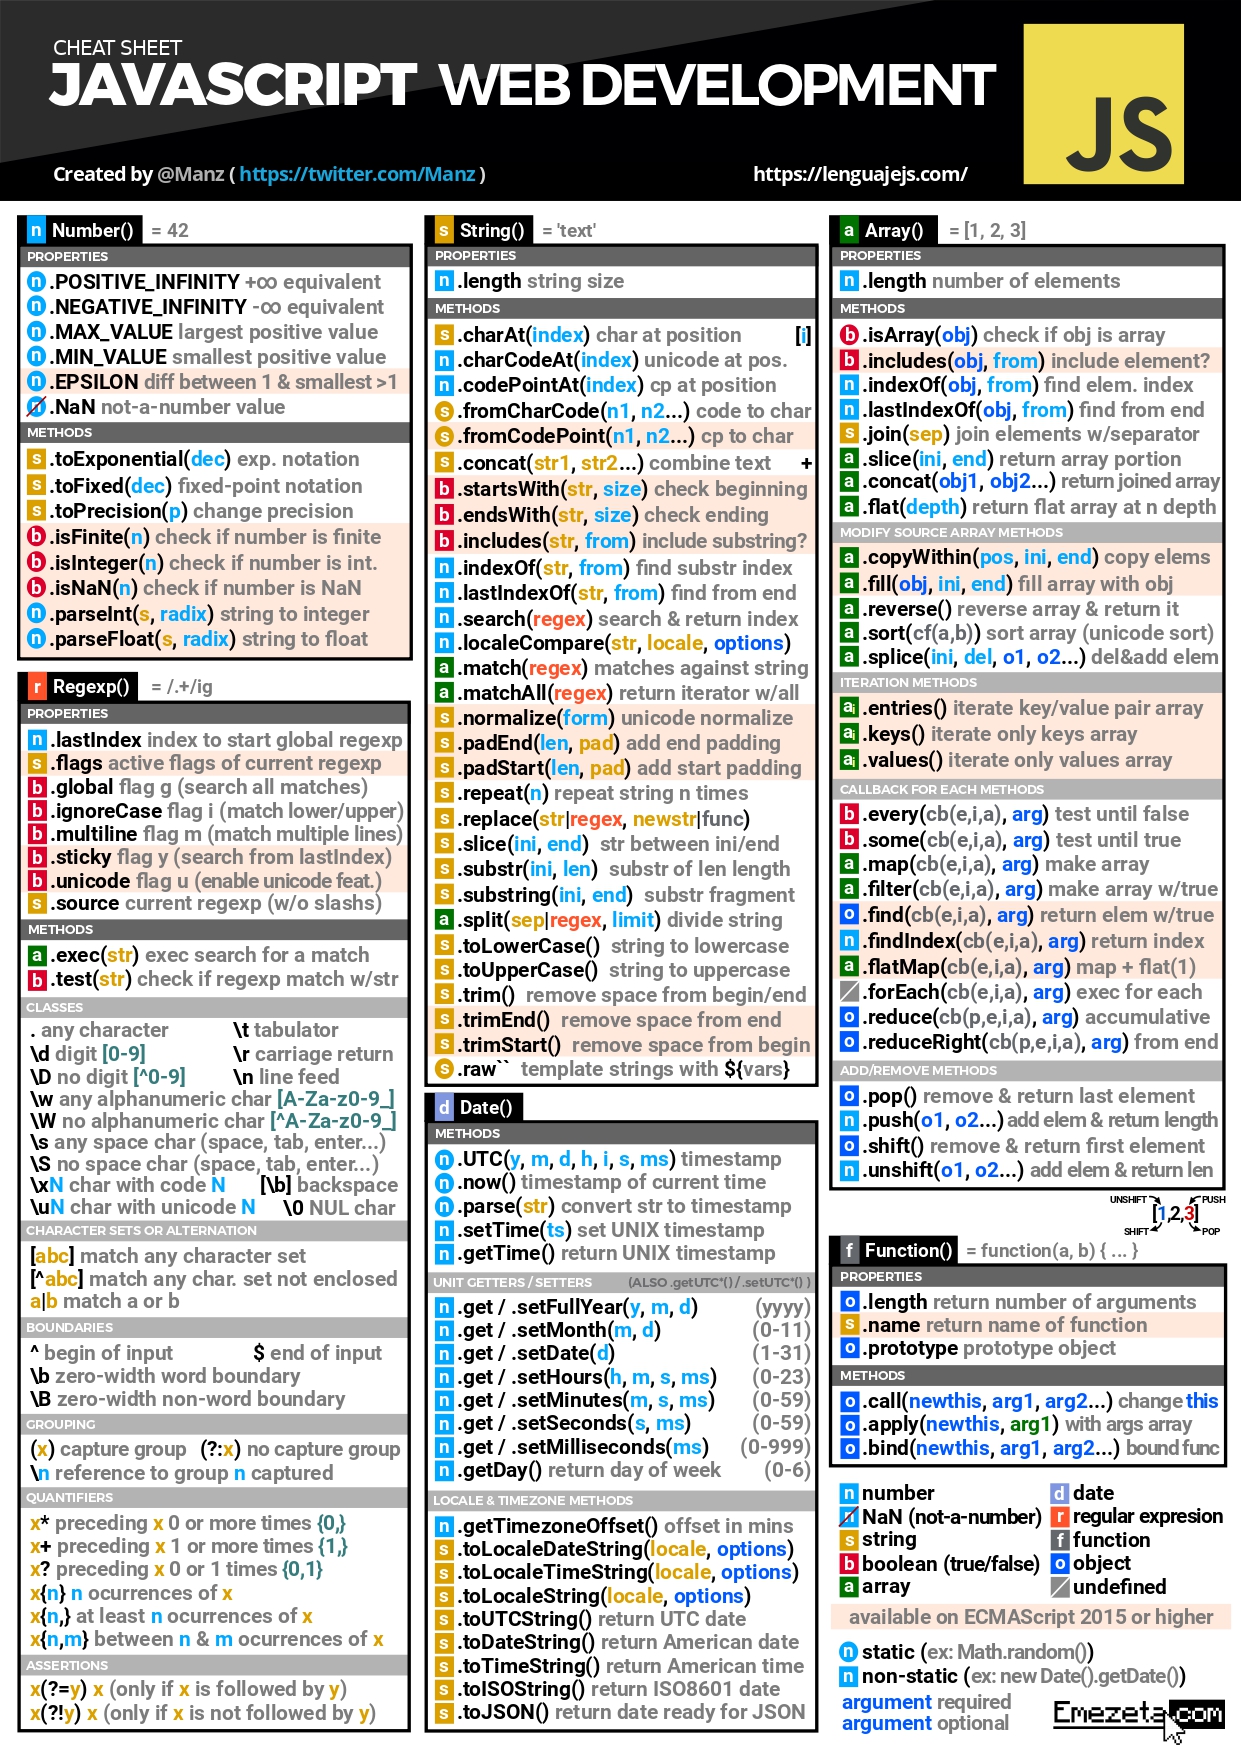 CHEAT SHEET
JAVASCRIPT WEB DEVELOPMENT
JS
Created by @Manz ( https://twitter.com/Manz )
https://lenguajejs.com/
n Number() = 42
PROPERTIES
n .POSITIVE_INFINITY +∞ equivalent
n .NEGATIVE_INFINITY -∞ equivalent
n .MAX_VALUE largest positive value
n .MIN_VALUE smallest positive value
n .EPSILON diff between 1 & smallest >1
n .NaN not-a-number value
METHODS
s .toExponential(dec) exp. notation
s .toFixed(dec) fixed-point notation
s .toPrecision(p) change precision
b .isFinite(n) check if number is finite
b .isInteger(n) check if number is int.
b .isNaN(n) check if number is NaN
n .parseInt(s, radix) string to integer
n .parseFloat(s, radix) string to float
r Regexp() = /.+/ig
PROPERTIES
n .lastIndex index to start global regexp
s .flags active flags of current regexp
b .global flag g (search all matches)
b .ignoreCase flag i (match lower/upper)
b .multiline flag m (match multiple lines)
b .sticky flag y (search from lastIndex)
b .unicode flag u (enable unicode feat.)
s .source current regexp (w/o slashs)
METHODS
a .exec(str) exec search for a match
b .test(str) check if regexp match w/str
CLASSES
. any character \t tabulator
\d digit [0-9] \r carriage return
\D no digit [^0-9] \n line feed
\w any alphanumeric char [A-Za-z0-9_]
\W no alphanumeric char [^A-Za-z0-9_]
\s any space char (space, tab, enter...)
\S no space char (space, tab, enter...)
\xN char with code N [\b] backspace
\uN char with unicode N \0 NUL char
CHARACTER SETS OR ALTERNATION
[abc] match any character set
[^abc] match any char. set not enclosed
a|b match a or b
BOUNDARIES
^ begin of input $ end of input
\b zero-width word boundary
\B zero-width non-word boundary
GROUPING
(x) capture group (?:x) no capture group
\n reference to group n captured
QUANTIFIERS
x* preceding x 0 or more times {0,}
x+ preceding x 1 or more times {1,}
x? preceding x 0 or 1 times {0,1}
x{n} n ocurrences of x
x{n,} at least n ocurrences of x
x{n,m} between n & m ocurrences of x
ASSERTIONS
x(?=y) x (only if x is followed by y)
x(?!y) x (only if x is not followed by y)
s String() = 'text'
PROPERTIES
n .length string size
METHODS
s .charAt(index) char at position [i]
n .charCodeAt(index) unicode at pos.
n .codePointAt(index) cp at position
s .fromCharCode(n1, n2...) code to char
s .fromCodePoint(n1, n2...) cp to char
s .concat(str1, str2...) combine text +
b .startsWith(str, size) check beginning
b .endsWith(str, size) check ending
b .includes(str, from) include substring?
n .indexOf(str, from) find substr index
n .lastIndexOf(str, from) find from end
n .search(regex) search & return index
n .localeCompare(str, locale, options)
a .match(regex) matches against string
a .matchAll(regex) return iterator w/all
s .normalize(form) unicode normalize
s .padEnd(len, pad) add end padding
s .padStart(len, pad) add start padding
s .repeat(n) repeat string n times
s .replace(str|regex, newstr|func)
s .slice(ini, end) str between ini/end
s .substr(ini, len) substr of len length
s .substring(ini, end) substr fragment
a .split(sep|regex, limit) divide string
s .toLowerCase() string to lowercase
s .toUpperCase() string to uppercase
s .trim() remove space from begin/end
s .trimEnd() remove space from end
s .trimStart() remove space from begin
s .raw`` template strings with ${vars}
d Date()
METHODS
n .UTC(y, m, d, h, i, s, ms) timestamp
n .now() timestamp of current time
n .parse(str) convert str to timestamp
n .setTime(ts) set UNIX timestamp
n .getTime() return UNIX timestamp
UNIT GETTERS / SETTERS (ALSO .getUTC*() / .setUTC*() )
n .get / .setFullYear(y, m, d) (yyyy)
n .get / .setMonth(m, d) (0-11)
n .get / .setDate(d) (1-31)
n .get / .setHours(h, m, s, ms) (0-23)
n .get / .setMinutes(m, s, ms) (0-59)
n .get / .setSeconds(s, ms) (0-59)
n .get / .setMilliseconds(ms) (0-999)
n .getDay() return day of week (0-6)
LOCALE & TIMEZONE METHODS
n .getTimezoneOffset() offset in mins
s .toLocaleDateString(locale, options)
s .toLocaleTimeString(locale, options)
s .toLocaleString(locale, options)
s .toUTCString() return UTC date
s .toDateString() return American date
s .toTimeString() return American time
s .toISOString() return ISO8601 date
s .toJSON() return date ready for JSON
a Array() = [1, 2, 3]
PROPERTIES
n .length number of elements
METHODS
b .isArray(obj) check if obj is array
b .includes(obj, from) include element?
n .indexOf(obj, from) find elem. index
n .lastIndexOf(obj, from) find from end
s .join(sep) join elements w/separator
a .slice(ini, end) return array portion
a .concat(obj1, obj2...) return joined array
a .flat(depth) return flat array at n depth
MODIFY SOURCE ARRAY METHODS
a .copyWithin(pos, ini, end) copy elems
a .fill(obj, ini, end) fill array with obj
a .reverse() reverse array & return it
a .sort(cf(a,b)) sort array (unicode sort)
a .splice(ini, del, o1, o2...) del&add elem
ITERATION METHODS
ai .entries() iterate key/value pair array
ai .keys() iterate only keys array
ai .values() iterate only values array
CALLBACK FOR EACH METHODS
b .every(cb(e,i,a), arg) test until false
b .some(cb(e,i,a), arg) test until true
a .map(cb(e,i,a), arg) make array
a .filter(cb(e,i,a), arg) make array w/true
o .find(cb(e,i,a), arg) return elem w/true
n .findIndex(cb(e,i,a), arg) return index
a .flatMap(cb(e,i,a), arg) map + flat(1)
.forEach(cb(e,i,a), arg) exec for each
o .reduce(cb(p,e,i,a), arg) accumulative
o .reduceRight(cb(p,e,i,a), arg) from end
ADD/REMOVE METHODS
o .pop() remove & return last element
n .push(o1, o2...) add elem & return length
o .shift() remove & return first element
n .unshift(o1, o2...) add elem & return len
UNSHIFT PUSH
[1,2,3]
SHIFT POP
f Function() = function(a, b) { ... }
PROPERTIES
o .length return number of arguments
s .name return name of function
o .prototype prototype object
METHODS
o .call(newthis, arg1, arg2...) change this
o .apply(newthis, arg1) with args array
o .bind(newthis, arg1, arg2...) bound func
n number d date
n NaN (not-a-number) r regular expresion
s string f function
b boolean (true/false) o object
a array undefined
available on ECMAScript 2015 or higher
n static (ex: Math.random())
n non-static (ex: new Date().getDate())
argument required
argument optional
Emezeta.com